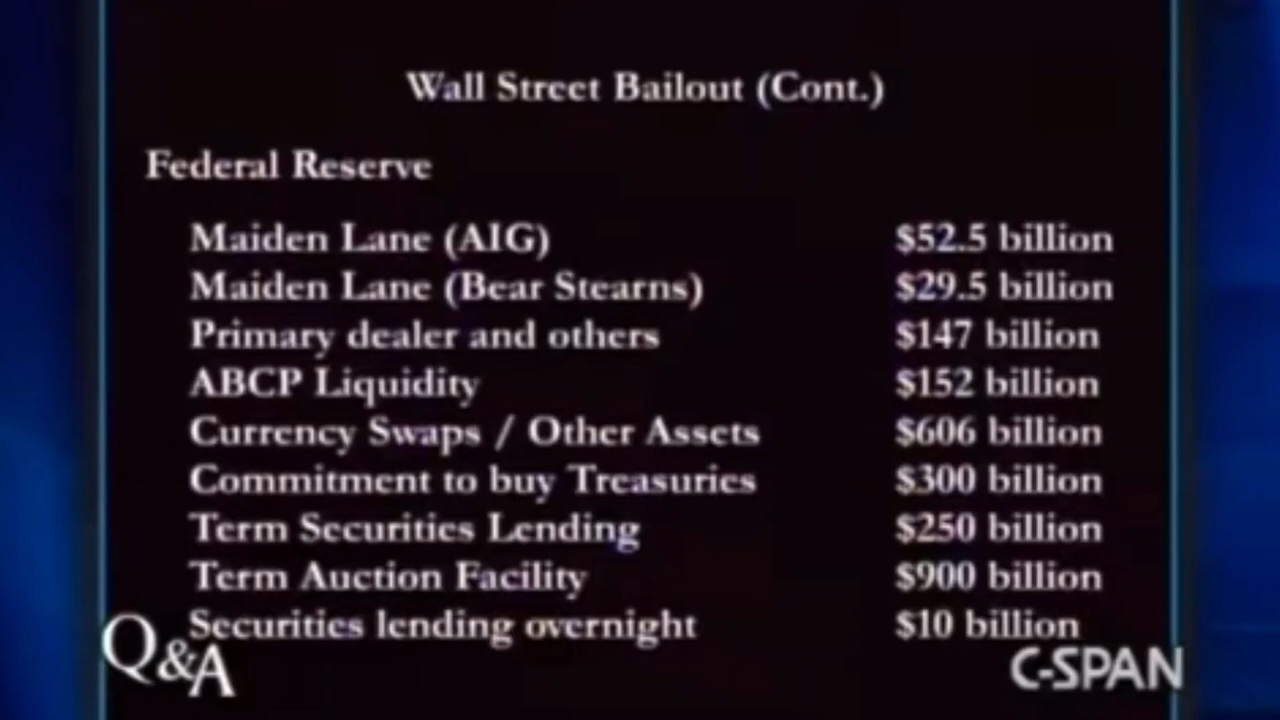 Wall Street Bailout (Cont.)
Federal Reserve
Maiden Lane (AIG) $52.5 billion
Maiden Lane (Bear Stearns) $29.5 billion
Primary dealer and others $147 billion
ABCP Liquidity $152 billion
Currency Swaps / Other Assets $606 billion
Commitment to buy Treasuries $300 billion
Term Securities Lending $250 billion
Term Auction Facility $900 billion
Securities lending overnight $10 billion
Q&A
C-SPAN